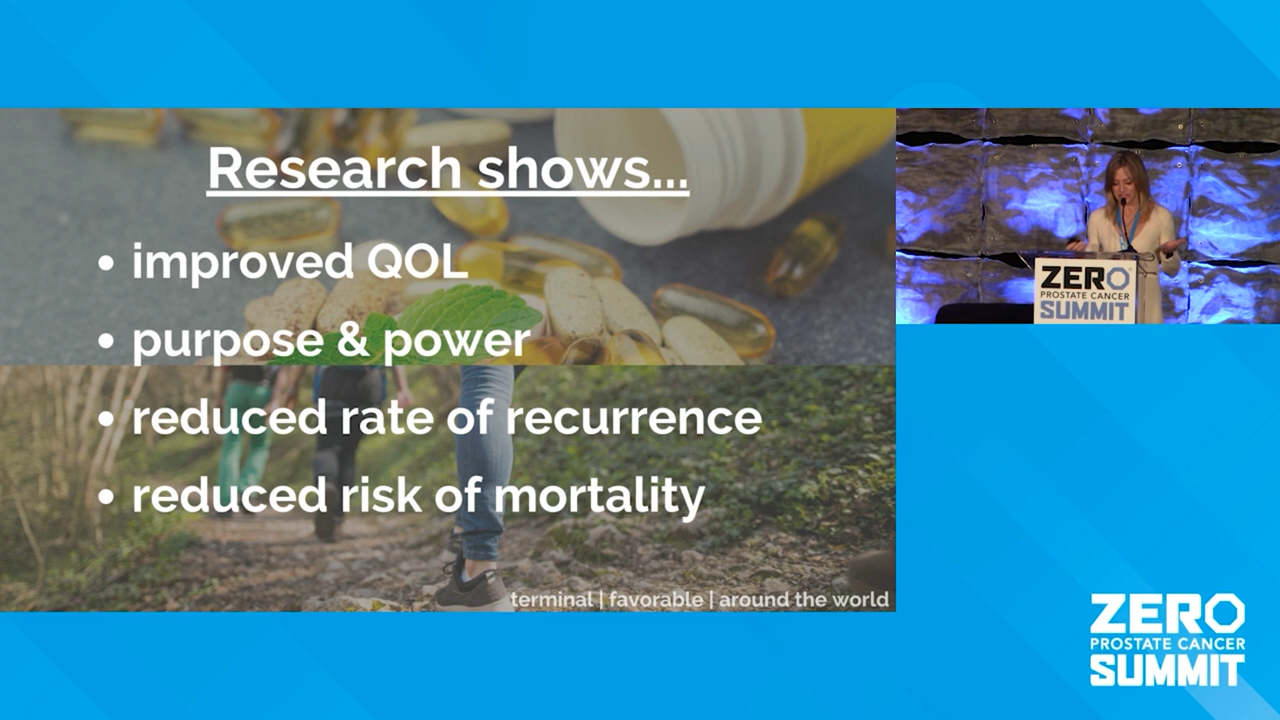 Research shows...
• improved QOL
• purpose & power
• reduced rate of recurrence
• reduced risk of mortality
terminal | favorable | around the world
ZERO
PROSTATE CANCER
SUMMIT
ZERO
PROSTATE CANCER
SUMMIT